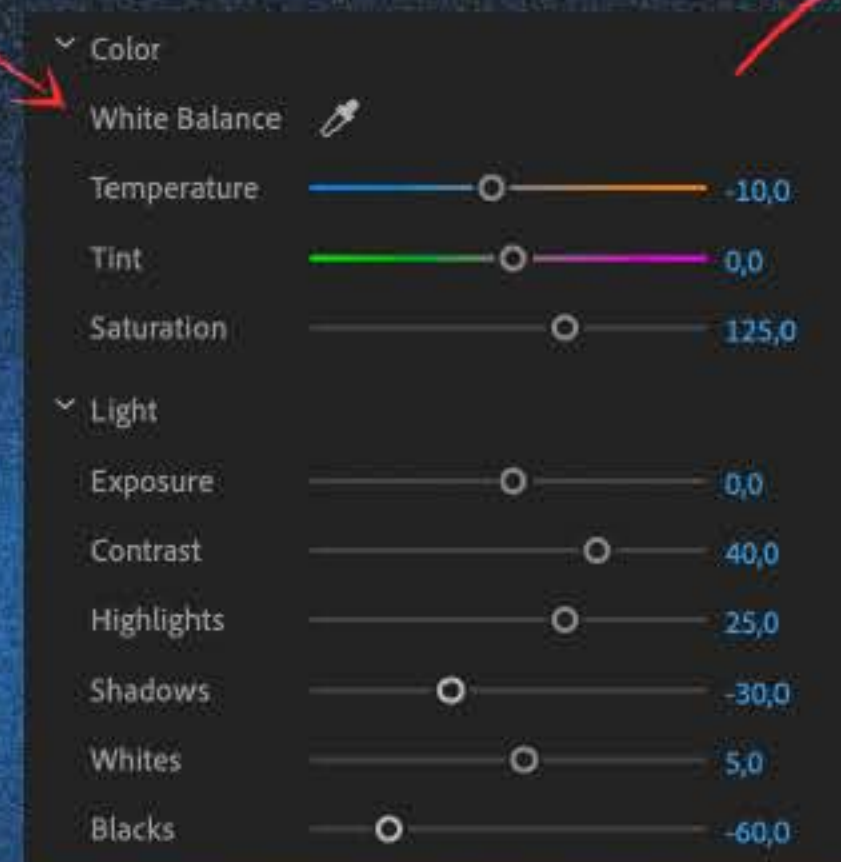 Color
White Balance
Temperature -10,0
Tint 0,0
Saturation 125,0
Light
Exposure 0,0
Contrast 40,0
Highlights 25,0
Shadows -30,0
Whites 5,0
Blacks -60,0